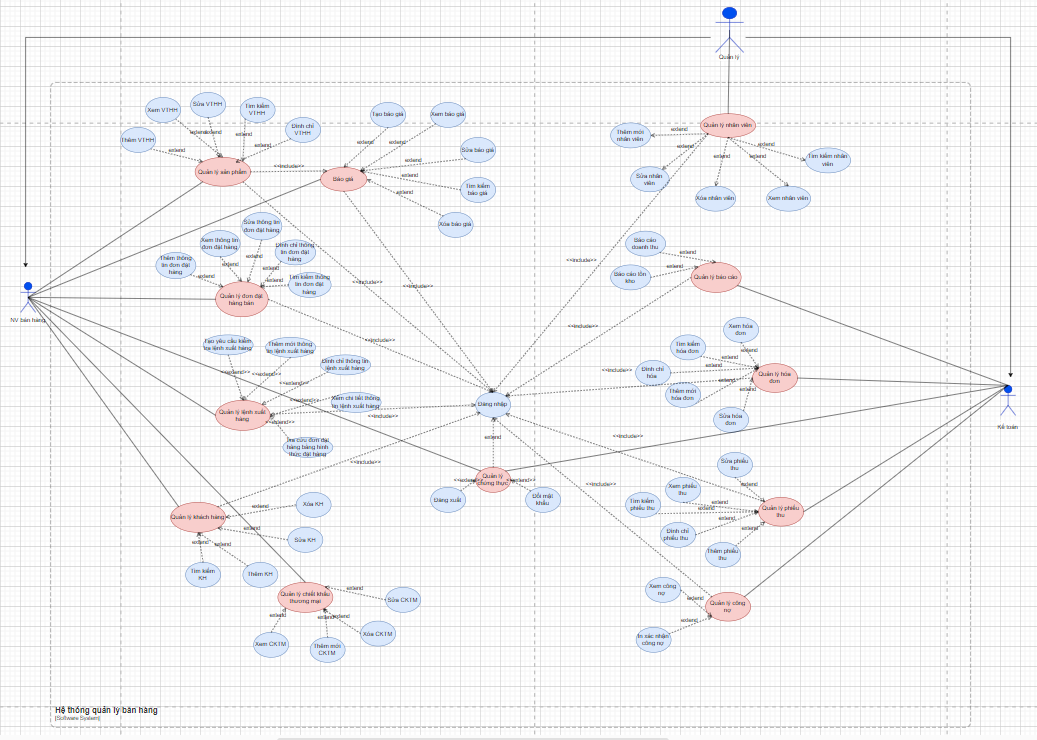 Quản lý
Xem VTHH
Sửa VTHH
Tìm kiếm
VTHH
Thêm VTHH
Đình chỉ
VTHH
extend
extend
extend
extend
extend
Quản lý sản phẩm
<<include>>
Tạo báo giá
Xem báo giá
Sửa báo giá
Tìm kiếm
báo giá
Xóa báo giá
extend
extend
extend
extend
extend
Báo giá
Quản lý nhân viên
Thêm mới
nhân viên
Sửa nhân
viên
Xóa nhân viên
Xem nhân viên
Tìm kiếm nhân
viên
extend
extend
extend
extend
extend
Sửa thông tin
đơn đặt hàng
Xem thông tin
đơn đặt hàng
Đình chỉ thông
tin đơn đặt
hàng
Thêm thông tin
đơn đặt
hàng
Tìm kiếm thông
tin đơn đặt
hàng
extend
extend
extend
extend
extend
Quản lý đơn đặt
hàng bán
<<include>>
<<include>>
<<include>>
Báo cáo
doanh thu
Báo cáo tồn
kho
extend
extend
Quản lý báo cáo
<<include>>
NV bán hàng
Tạo yêu cầu kiểm
tra lệnh xuất hàng
Thêm mới thông
tin lệnh xuất hàng
Đình chỉ thông tin
lệnh xuất hàng
Xem chi tiết thông
tin lệnh xuất hàng
Tra cứu đơn đặt
hàng bằng hình
thức đặt hàng
<<extend>>
<<extend>>
<<extend>>
<<extend>>
Quản lý lệnh xuất
hàng
<<include>>
Đăng nhập
<<include>>
Xem hóa
đơn
Tìm kiếm
hóa đơn
Đình chỉ
hóa
Thêm mới
hóa đơn
Sửa hóa
đơn
extend
extend
extend
extend
extend
Quản lý hóa
đơn
Kế toán
<<include>>
<<include>>
<<include>>
extend
Quản lý
chứng thực
<<extend>>
<<extend>>
Đăng xuất
Đổi mật
khẩu
Sửa phiếu
thu
Xem phiếu
thu
Tìm kiếm
phiếu thu
Đình chỉ
phiếu thu
Thêm phiếu
thu
extend
extend
extend
extend
extend
Quản lý phiếu
thu
Quản lý khách hàng
Xóa KH
Sửa KH
Thêm KH
Tìm kiếm
KH
extend
extend
extend
extend
Quản lý chiết khấu
thương mại
Sửa CKTM
Xóa CKTM
Thêm mới
CKTM
Xem CKTM
extend
extend
extend
extend
Xem công
nợ
In xác nhận
công nợ
extend
extend
Quản lý công
nợ
Hệ thống quản lý bán hàng
[Software System]